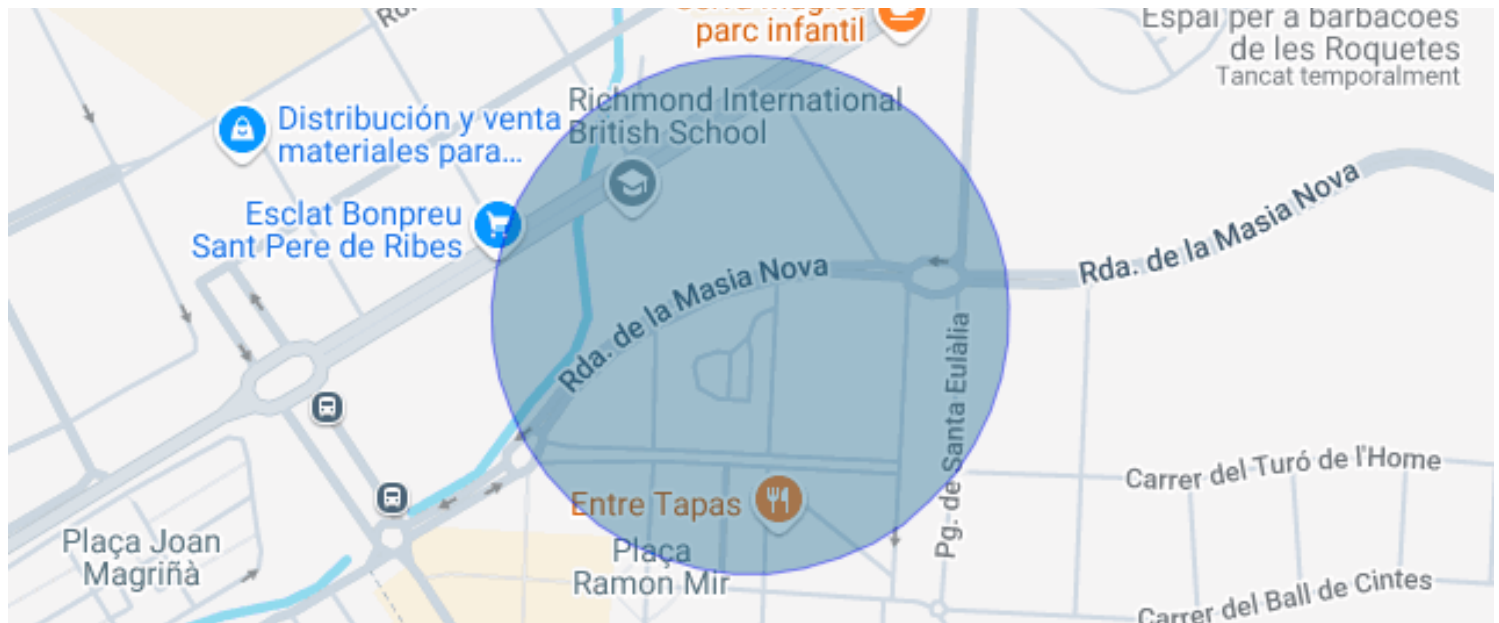 parc infantil
Espai per a barbacoes
de les Roquetes
Tancat temporalment
Richmond International
British School
Distribución y venta
materiales para...
Esclat Bonpreu
Sant Pere de Ribes
Rda. de la Masia Nova
Rda. de la Masia Nova
Pg. de Santa Eulàlia
Carrer del Turó de l'Home
Entre Tapas
Plaça Joan
Magriñà
Plaça
Ramon Mir
Carrer del Ball de Cintes